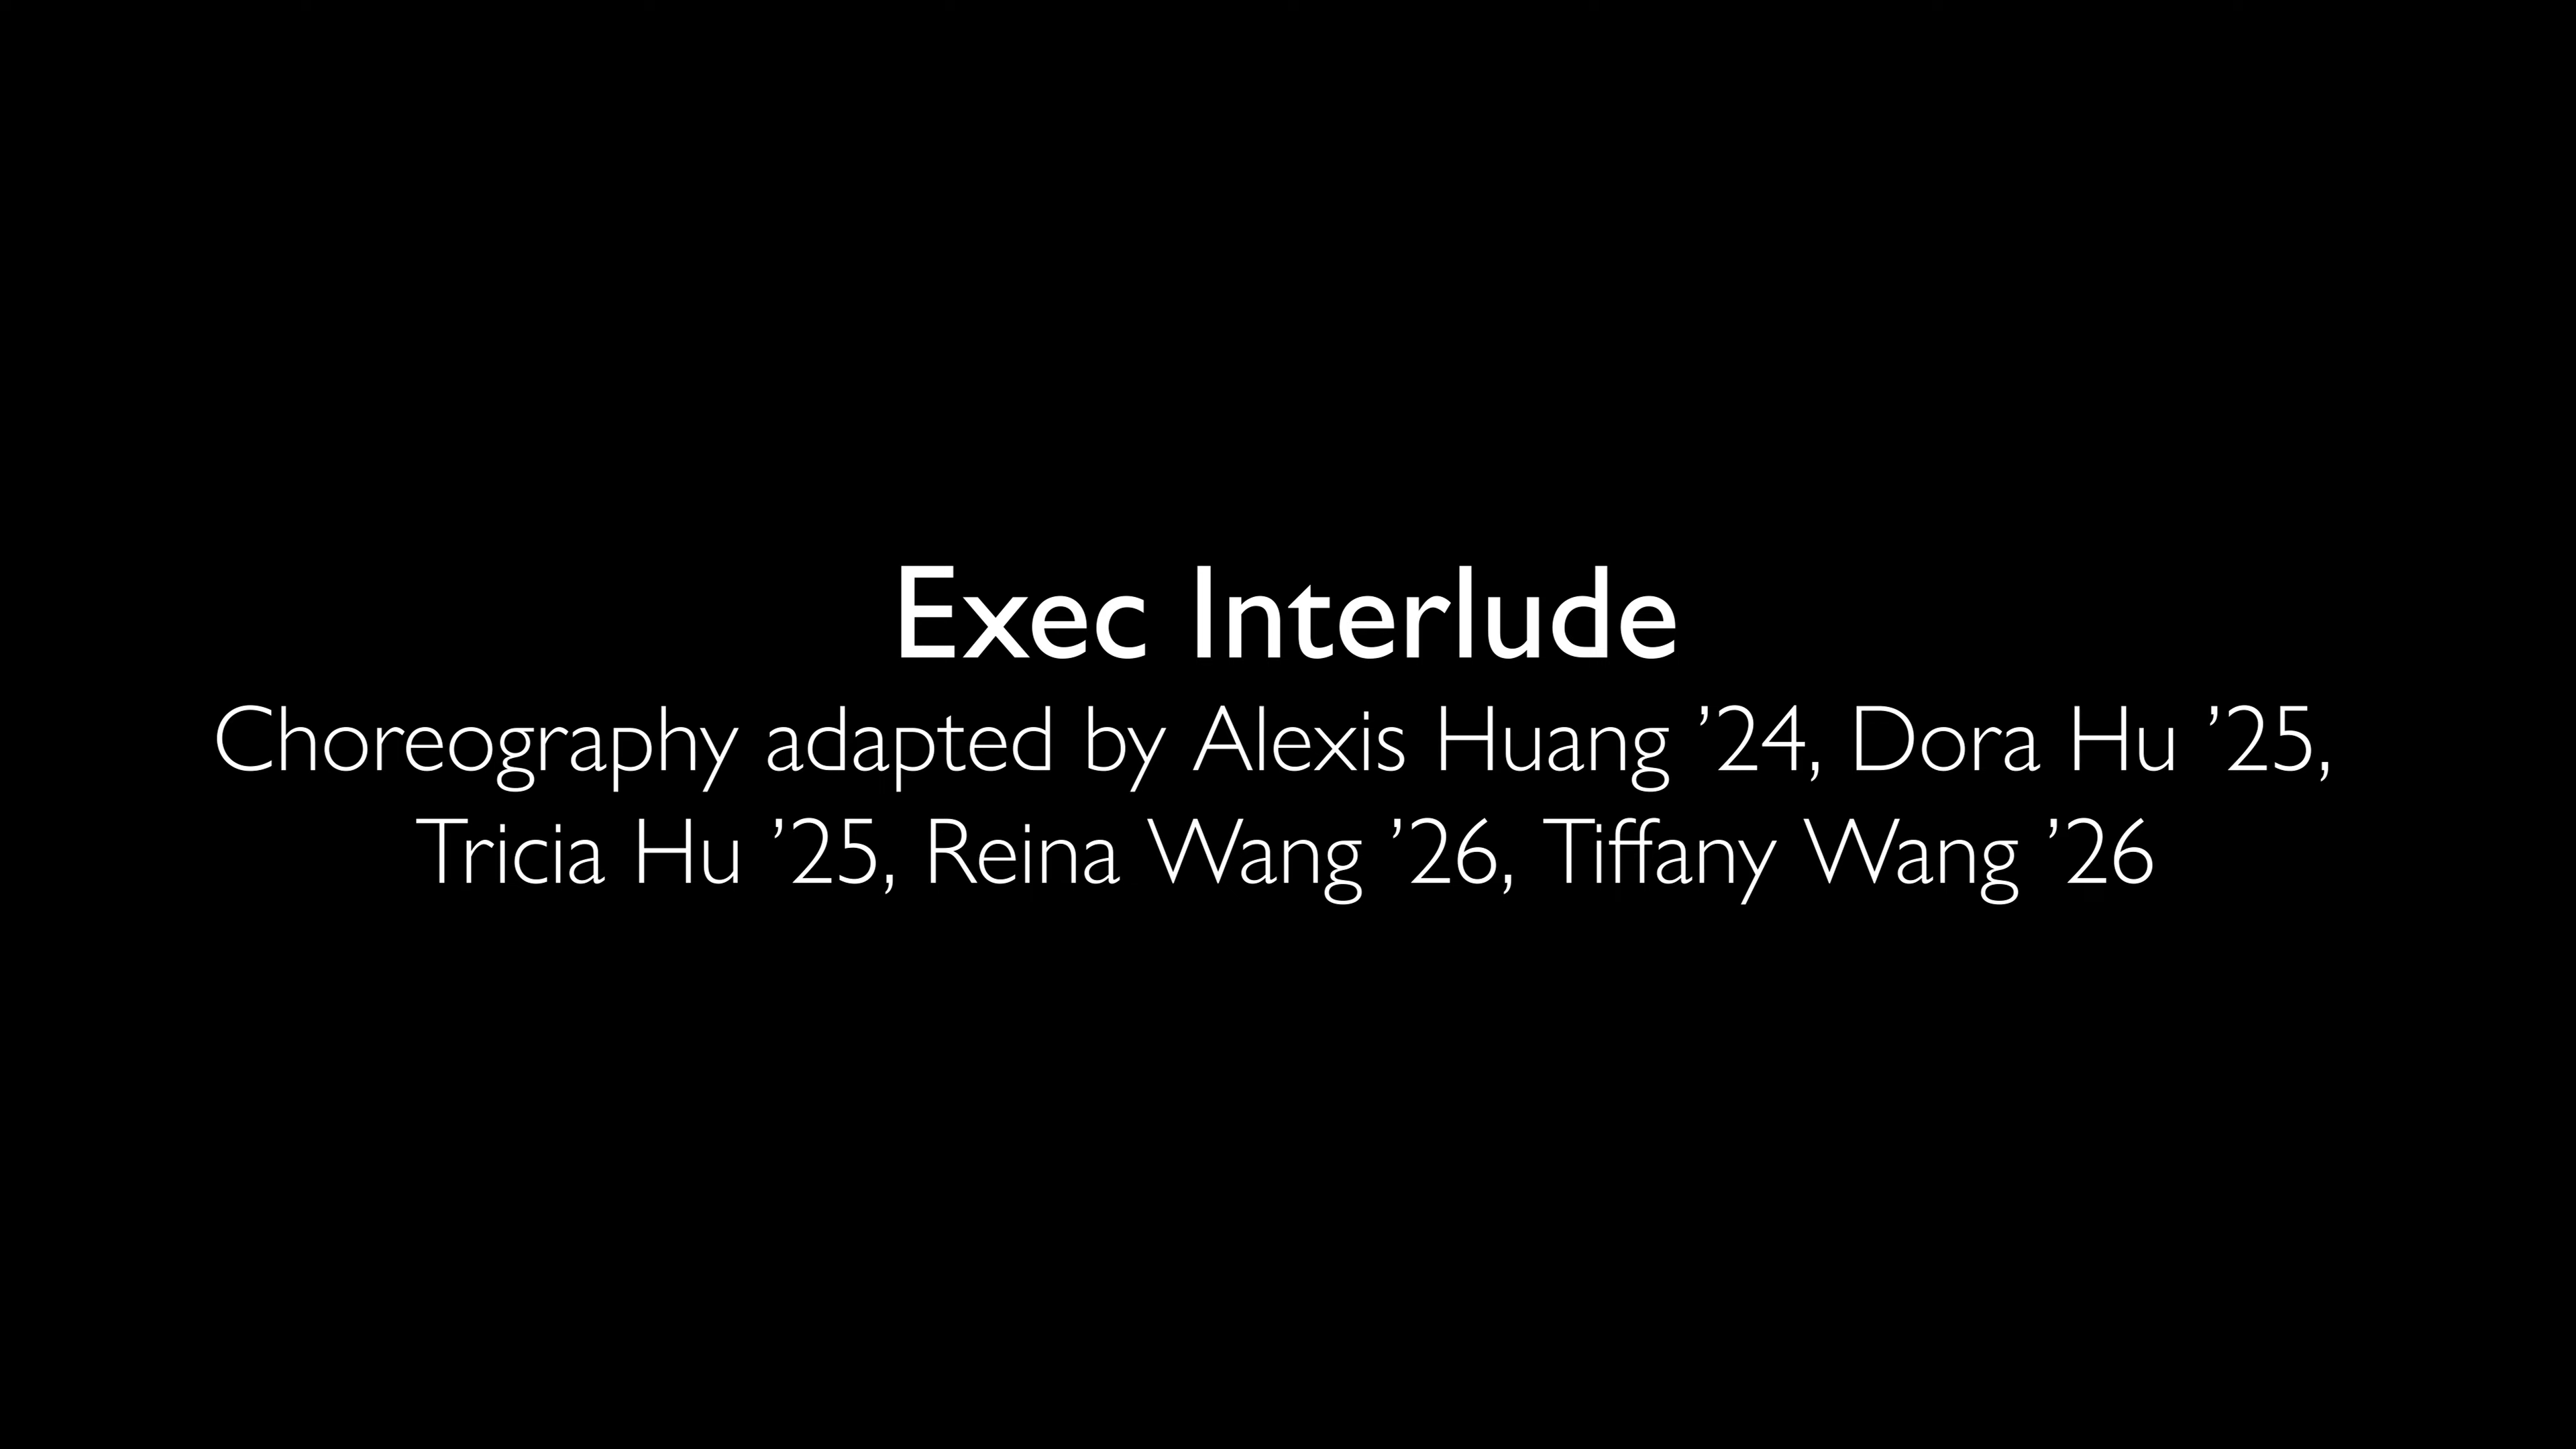 Exec Interlude
Choreography adapted by Alexis Huang ’24, Dora Hu ’25,
Tricia Hu ’25, Reina Wang ’26, Tiffany Wang ’26